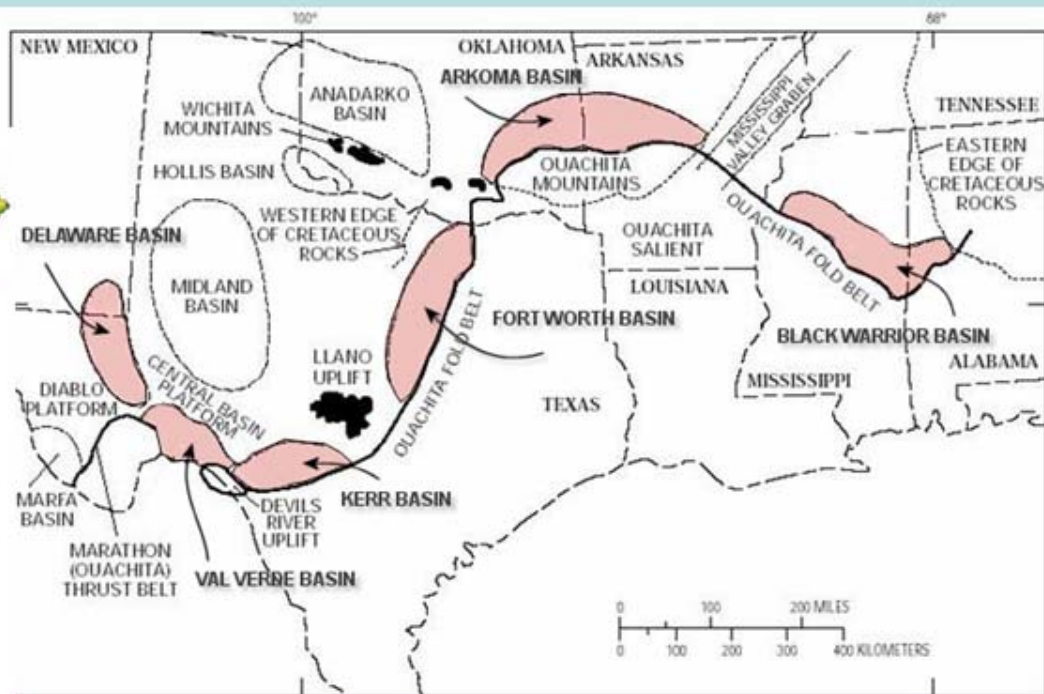 100°
88°
NEW MEXICO
OKLAHOMA
ARKANSAS
ARKOMA BASIN
ANADARKO
BASIN
WICHITA
MOUNTAINS
HOLLIS BASIN
MISSISSIPPI
VALLEY GRABEN
TENNESSEE
EASTERN
EDGE OF
CRETACEOUS
ROCKS
OUACHITA
MOUNTAINS
WESTERN EDGE
OF CRETACEOUS
ROCKS
OUACHITA
SALIENT
OUACHITA FOLD BELT
DELAWARE BASIN
MIDLAND
BASIN
LOUISIANA
FORT WORTH BASIN
BLACK WARRIOR BASIN
LLANO
UPLIFT
OUACHITA FOLD BELT
CENTRAL BASIN
PLATFORM
DIABLO
PLATFORM
TEXAS
MISSISSIPPI
ALABAMA
MARFA
BASIN
KERR BASIN
DEVILS
RIVER
UPLIFT
MARATHON
(OUACHITA)
THRUST BELT
VAL VERDE BASIN
0 100 200 MILES
0 100 200 300 400 KILOMETERS